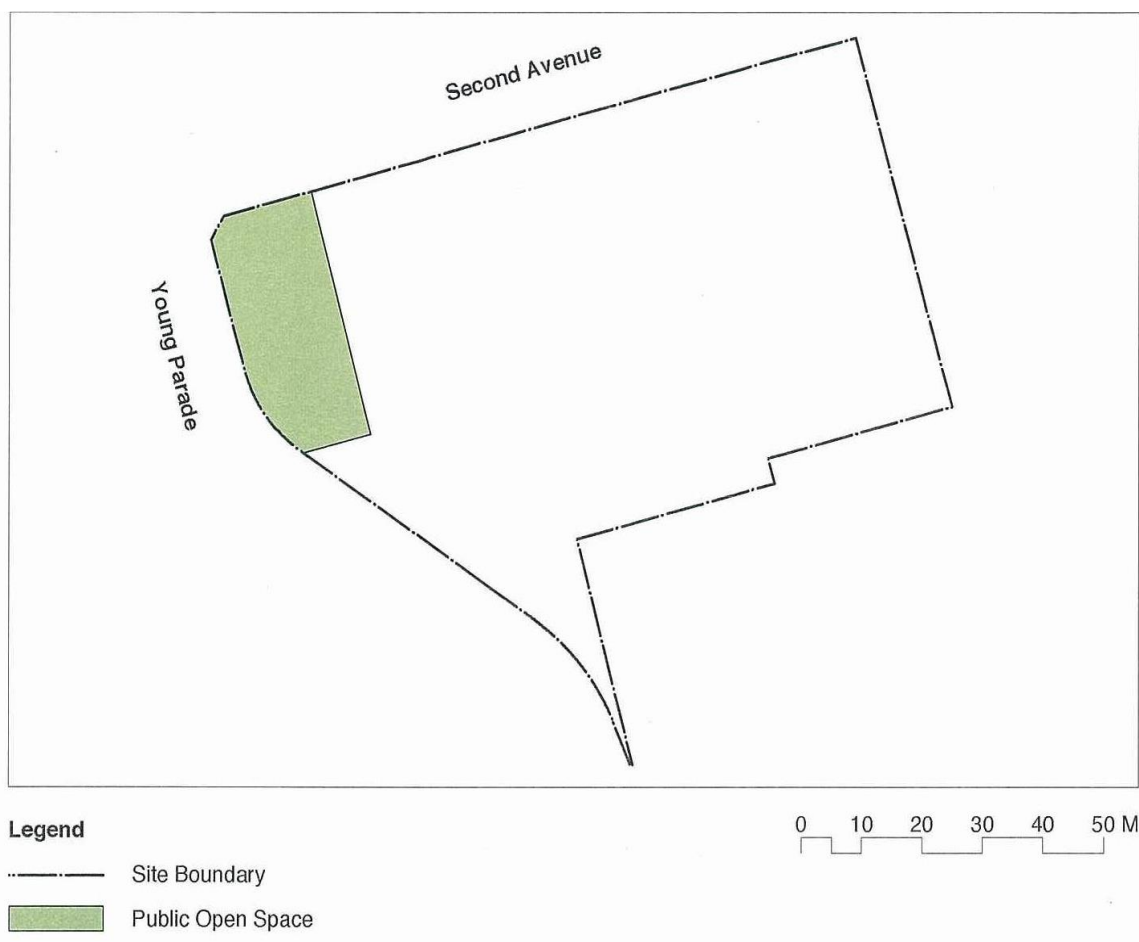 Second Avenue
Young Parade
Legend
0 10 20 30 40 50 M
Site Boundary
Public Open Space